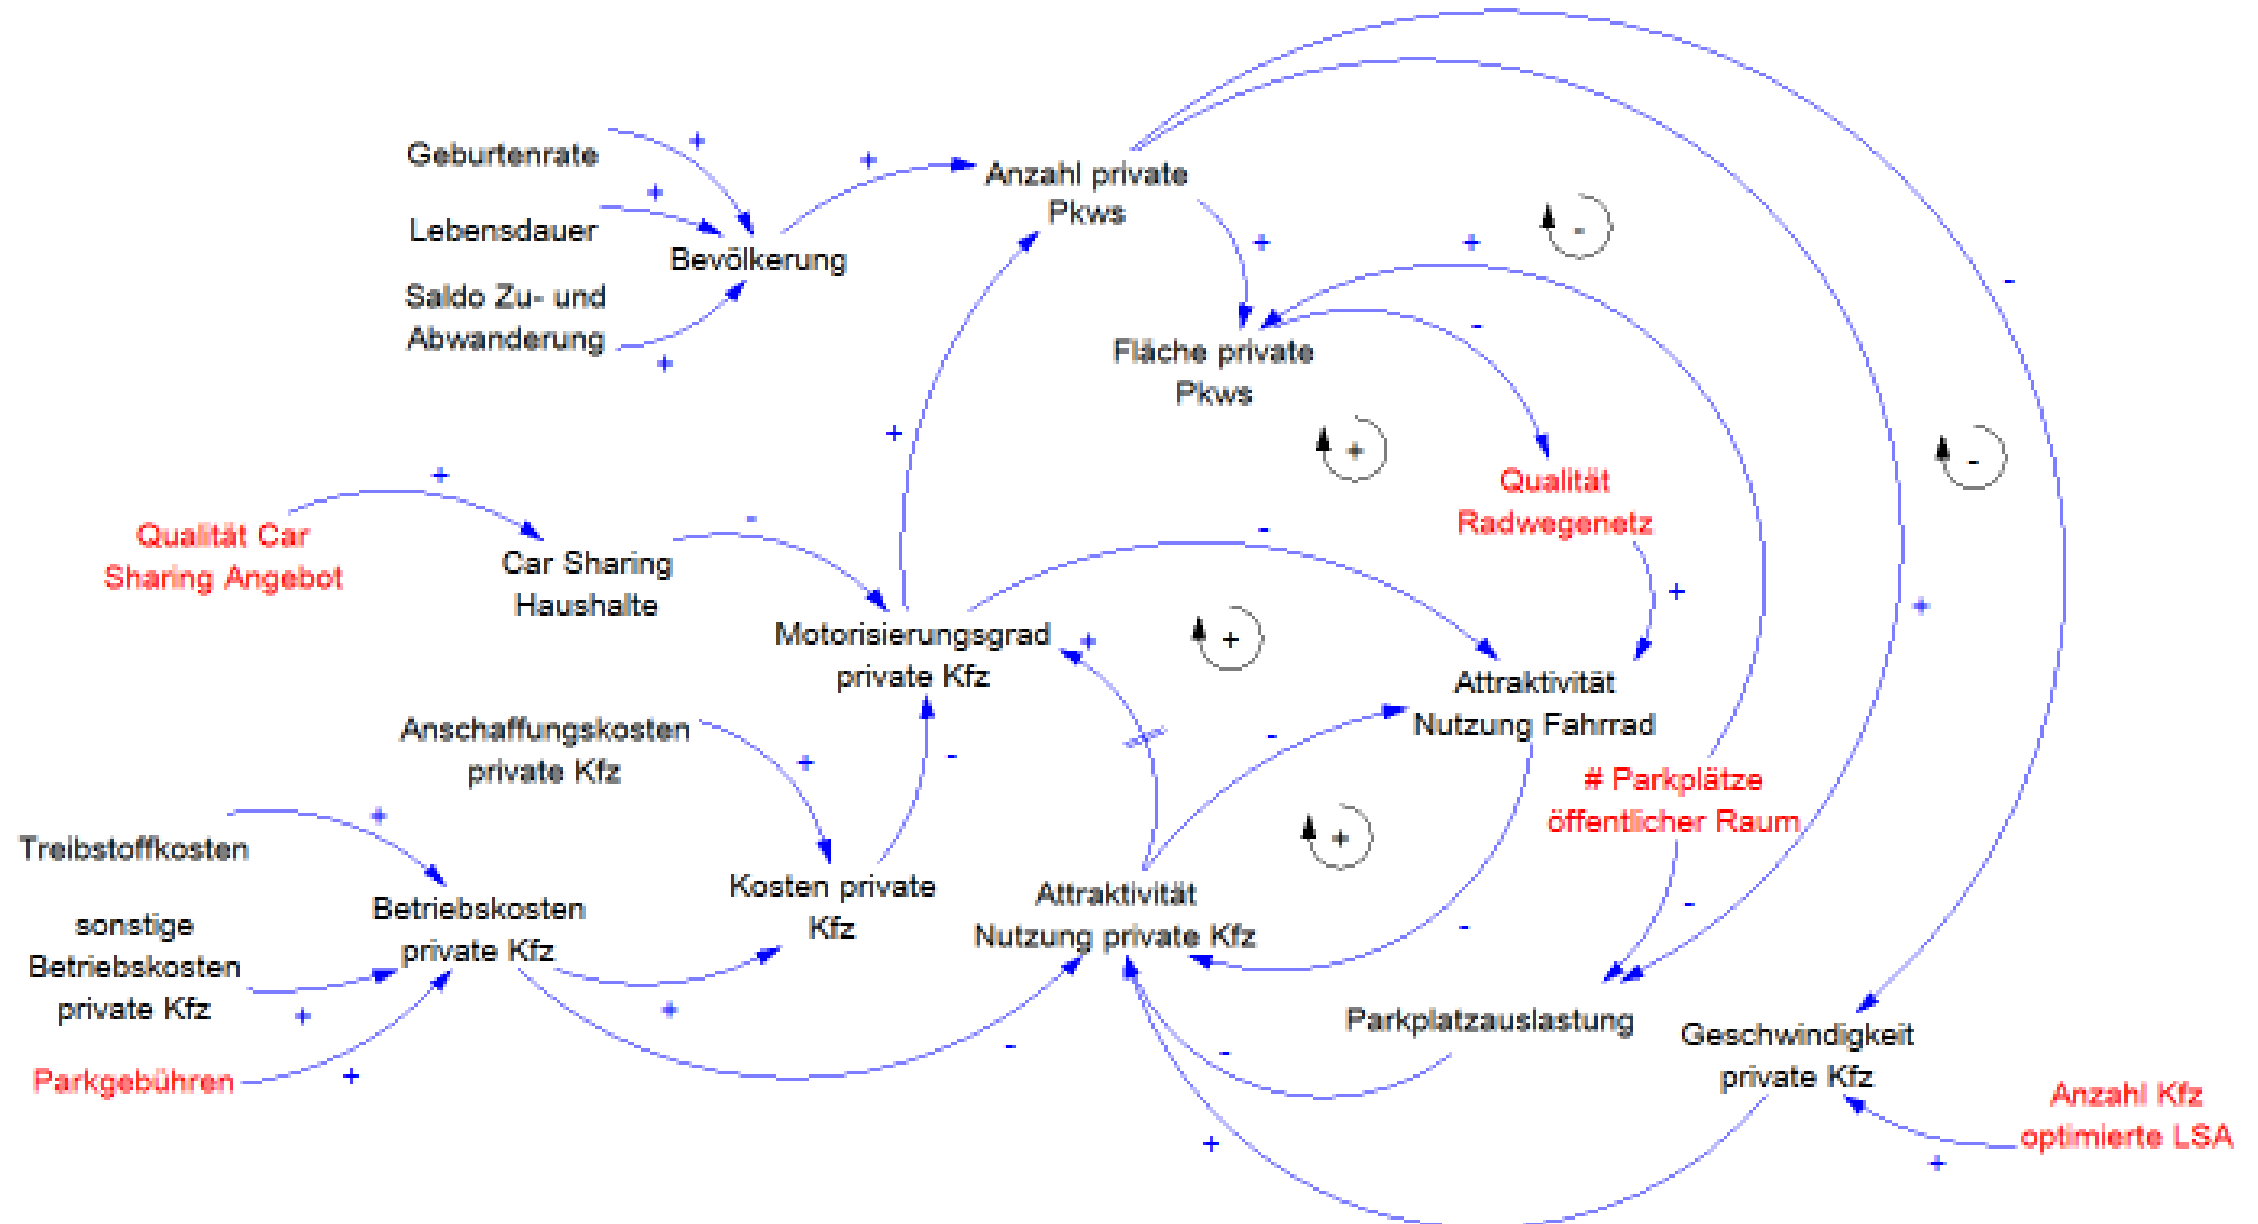 Geburtenrate
Lebensdauer
Saldo Zu- und
Abwanderung
Bevölkerung
Anzahl private
Pkws
Fläche private
Pkws
Qualität
Radwegenetz
Qualität Car
Sharing Angebot
Car Sharing
Haushalte
Motorisierungsgrad
private Kfz
Attraktivität
Nutzung Fahrrad
Anschaffungskosten
private Kfz
# Parkplätze
öffentlicher Raum
Treibstoffkosten
Kosten private
Kfz
Betriebskosten
private Kfz
Attraktivität
Nutzung private Kfz
sonstige
Betriebskosten
private Kfz
Parkplatzauslastung
Geschwindigkeit
private Kfz
Parkgebühren
Anzahl Kfz
optimierte LSA